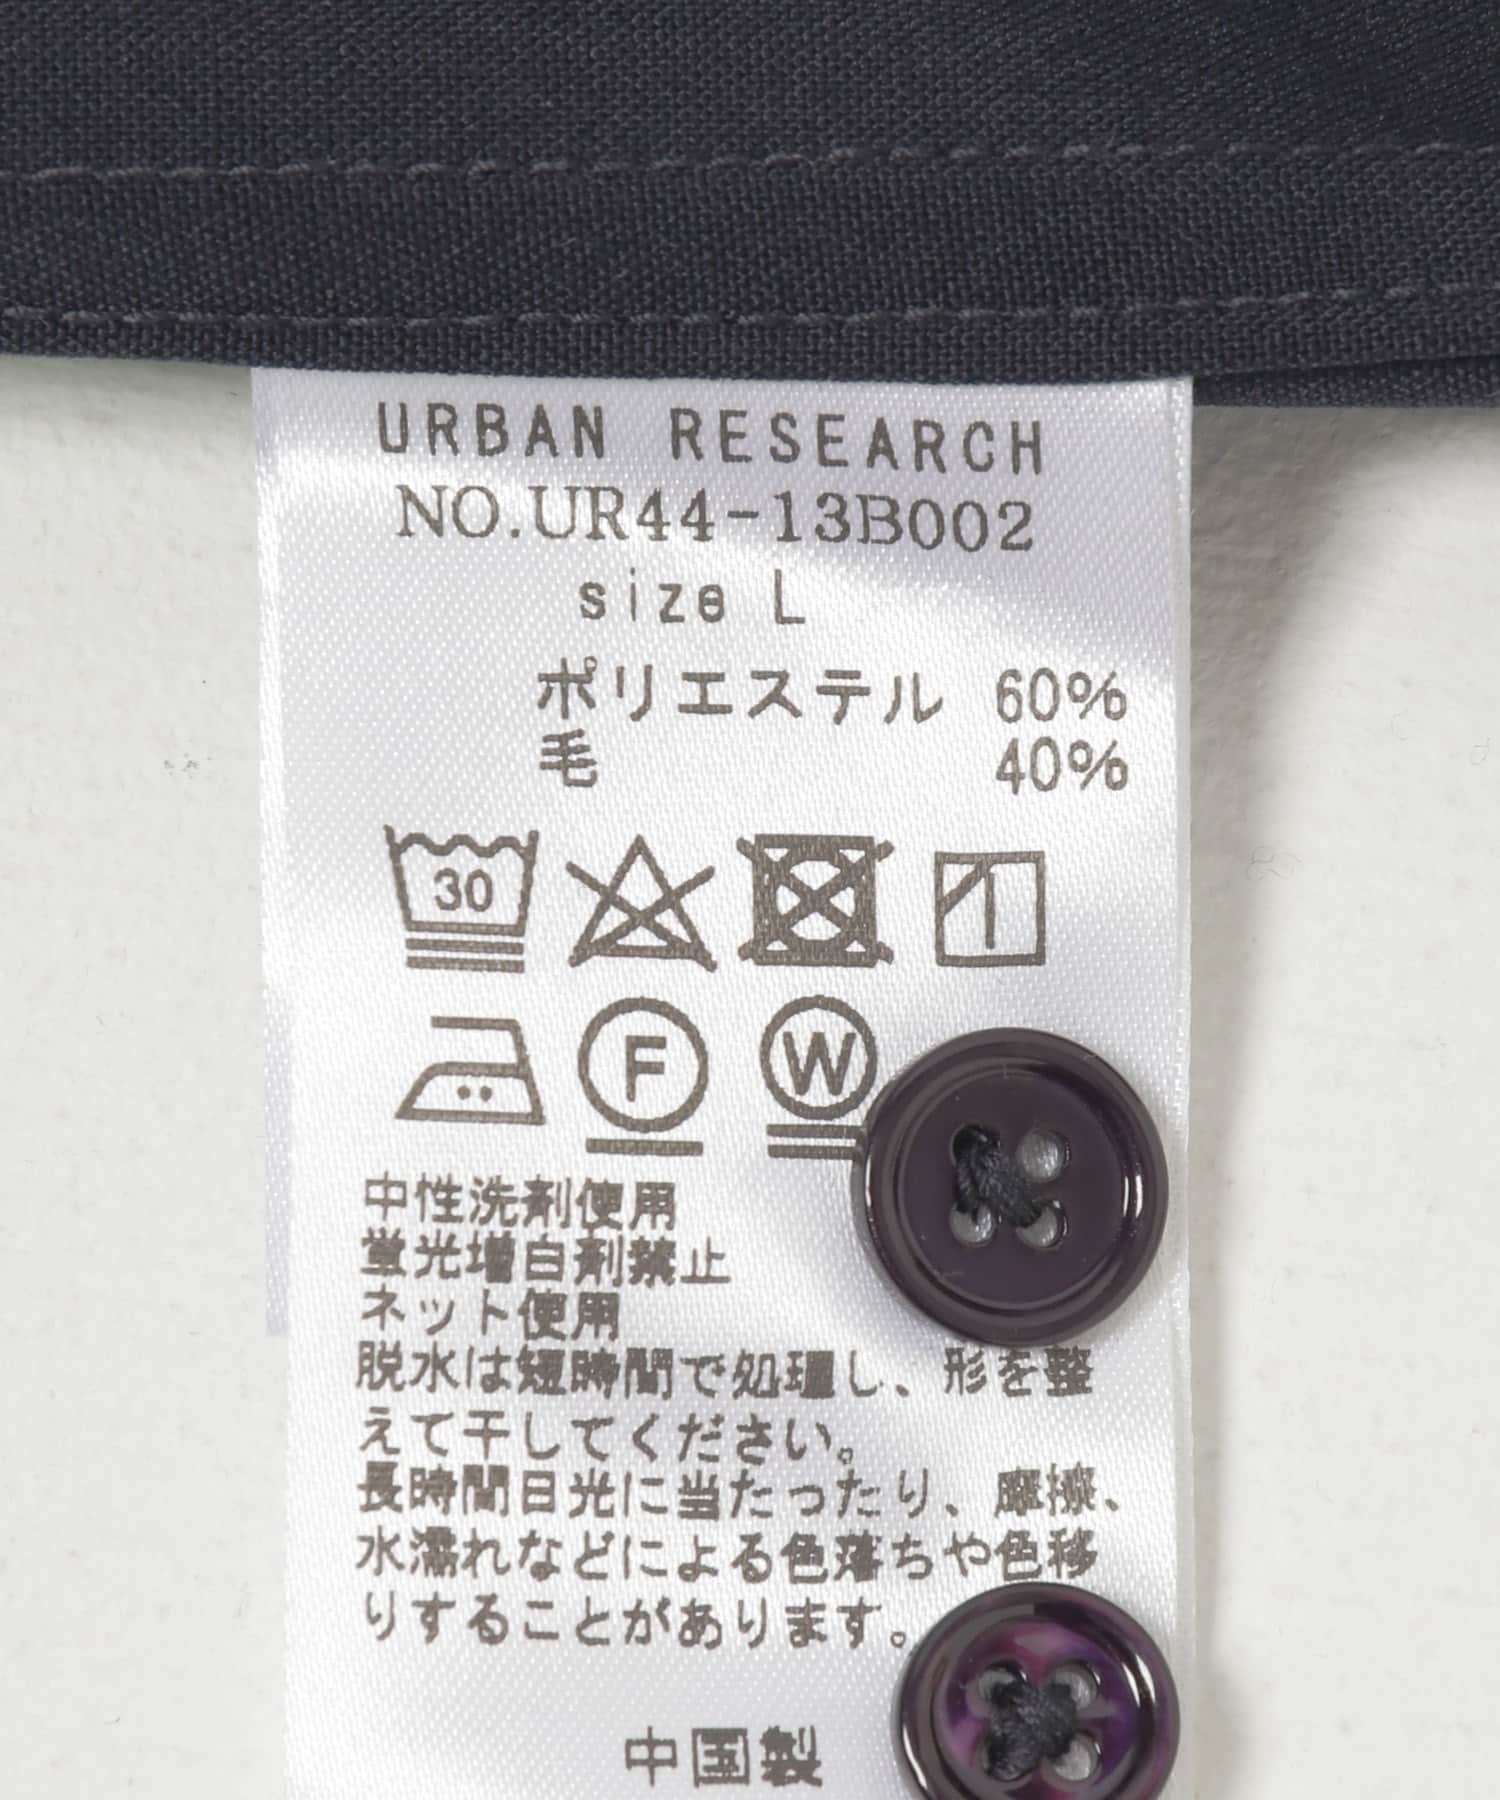 URBAN RESEARCH
NO.UR44-13B002
size L
ポリエステル 60%
毛 40%
30
F
W
中性洗剤使用
蛍光増白剤禁止
ネット使用
脱水は短時間で処理し、形を整
えて干してください。
長時間日光に当たったり、摩擦、
水濡れなどによる色落ちや色移
りすることがあります。
中国製